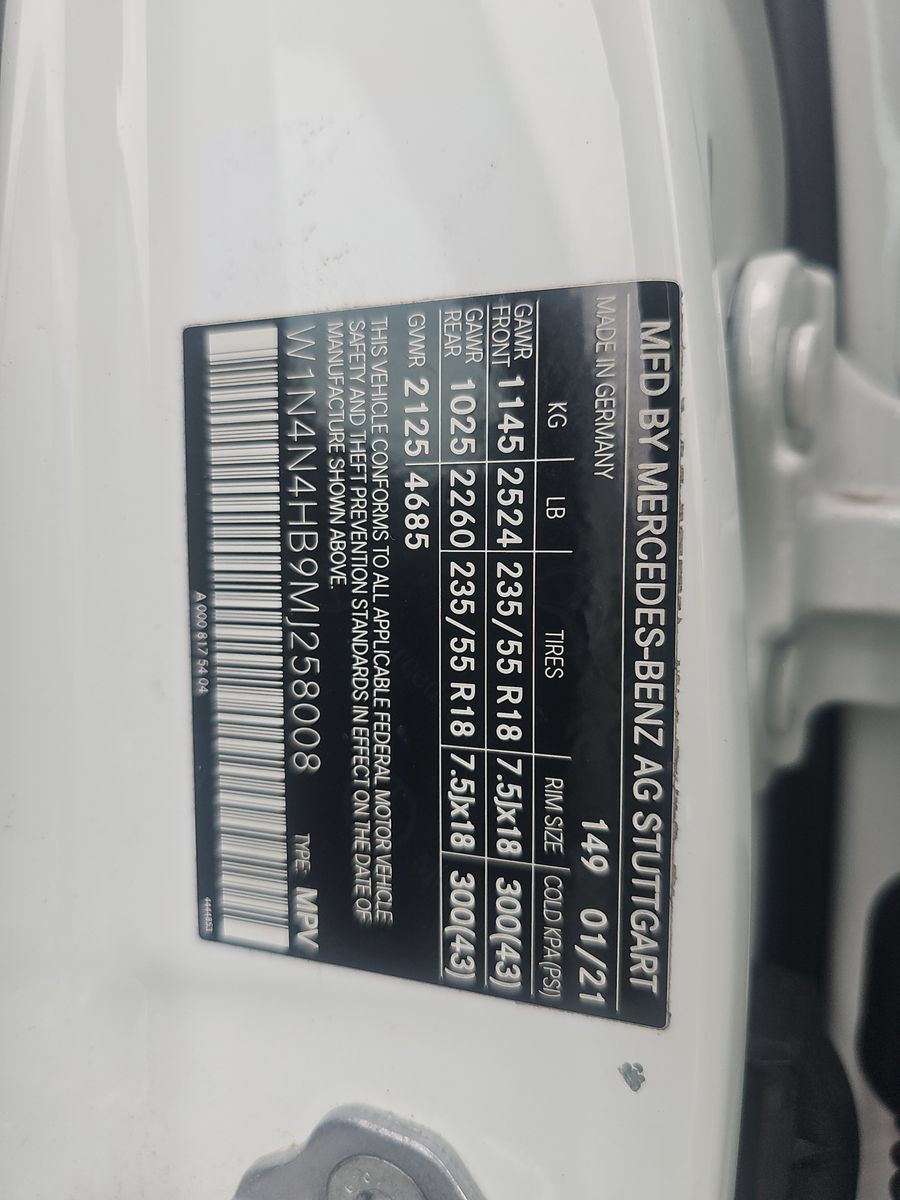 MFD BY MERCEDES-BENZ AG STUTTGART
MADE IN GERMANY 149 01/21
KG LB TIRES RIM SIZE COLD KPA(PSI)
GAWR FRONT 1145 2524 235/55 R18 7.5Jx18 300(43)
GAWR REAR 1025 2260 235/55 R18 7.5Jx18 300(43)
GVWR 2125 4685
THIS VEHICLE CONFORMS TO ALL APPLICABLE FEDERAL MOTOR VEHICLE
SAFETY AND THEFT PREVENTION STANDARDS IN EFFECT ON THE DATE OF
MANUFACTURE SHOWN ABOVE.
W1N4N4HB9MJ258008 TYPE: MPV
A 000 817 54 04